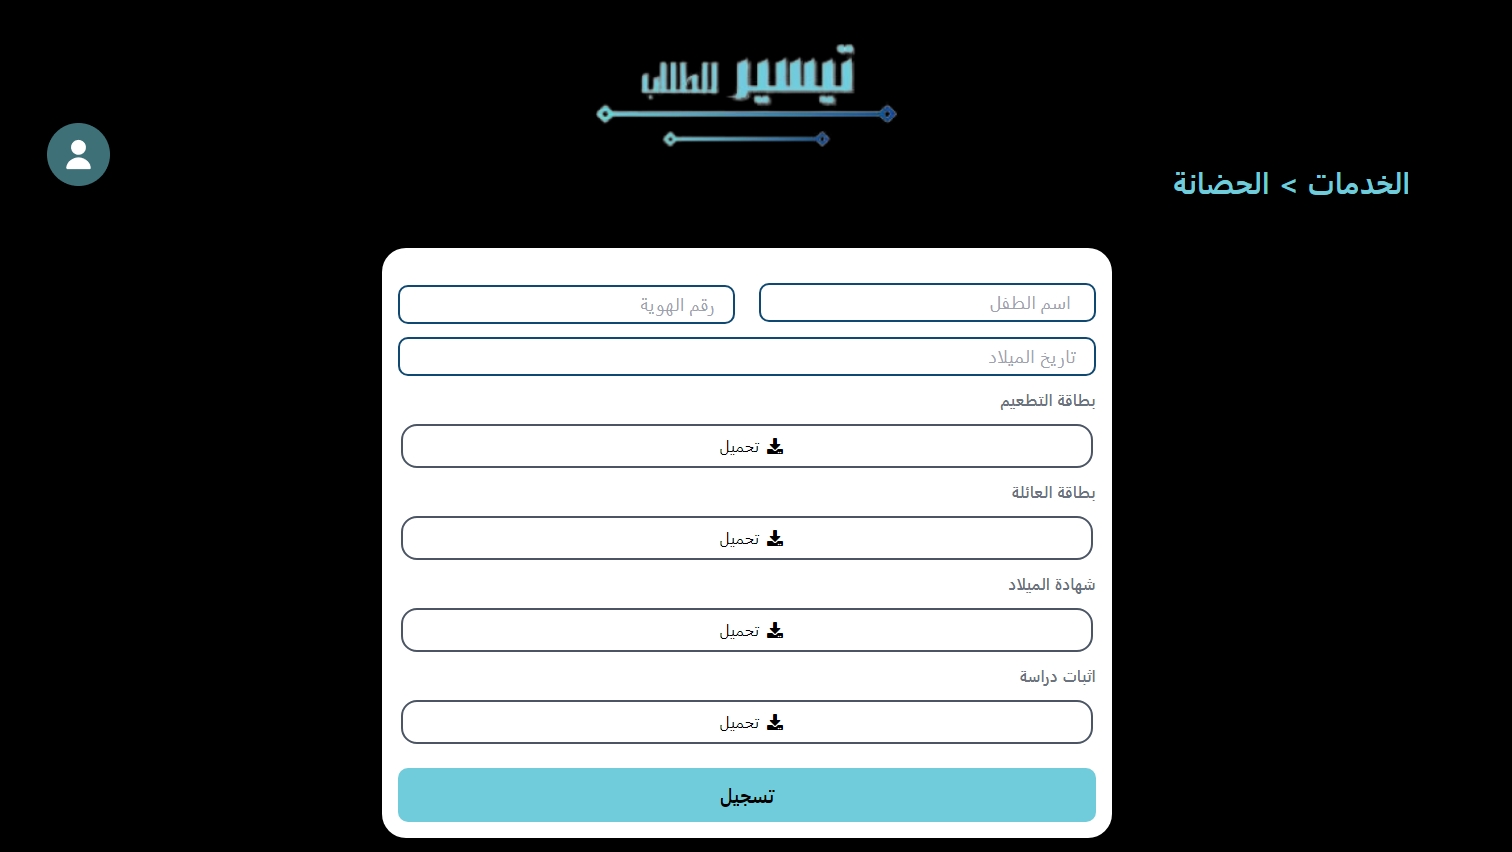 تيسير للطلاب
الخدمات > الحضانة
اسم الطفل
رقم الهوية
تاريخ الميلاد
بطاقة التطعيم
تحميل
بطاقة العائلة
تحميل
شهادة الميلاد
تحميل
اثبات دراسة
تحميل
تسجيل